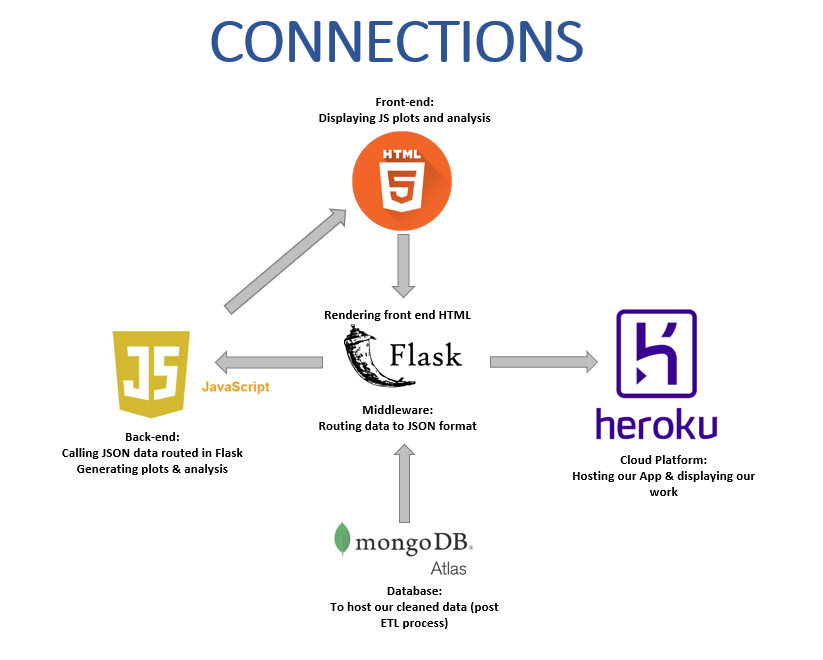 CONNECTIONS
Front-end:
Displaying JS plots and analysis
HTML
5
Rendering front end HTML
Flask
Middleware:
Routing data to JSON format
JS
JavaScript
Back-end:
Calling JSON data routed in Flask
Generating plots & analysis
heroku
Cloud Platform:
Hosting our App & displaying our
work
mongoDB®
Atlas
Database:
To host our cleaned data (post
ETL process)